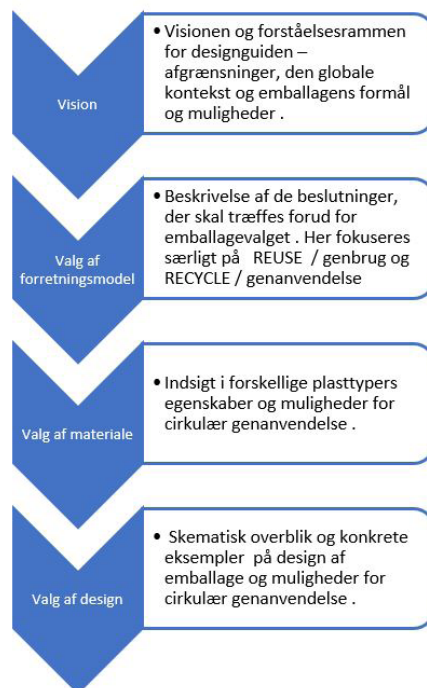 Vision
• Visionen og forståelsesrammen
for designguiden –
afgrænsninger, den globale
kontekst og emballagens formål
og muligheder .
Valg af
forretningsmodel
• Beskrivelse af de beslutninger,
der skal træffes forud for
emballagevalget . Her fokuseres
særligt på REUSE / genbrug og
RECYCLE / genanvendelse
Valg af materiale
• Indsigt i forskellige plasttypers
egenskaber og muligheder for
cirkulær genanvendelse .
Valg af design
• Skematisk overblik og konkrete
eksempler på design af
emballage og muligheder for
cirkulær genanvendelse .